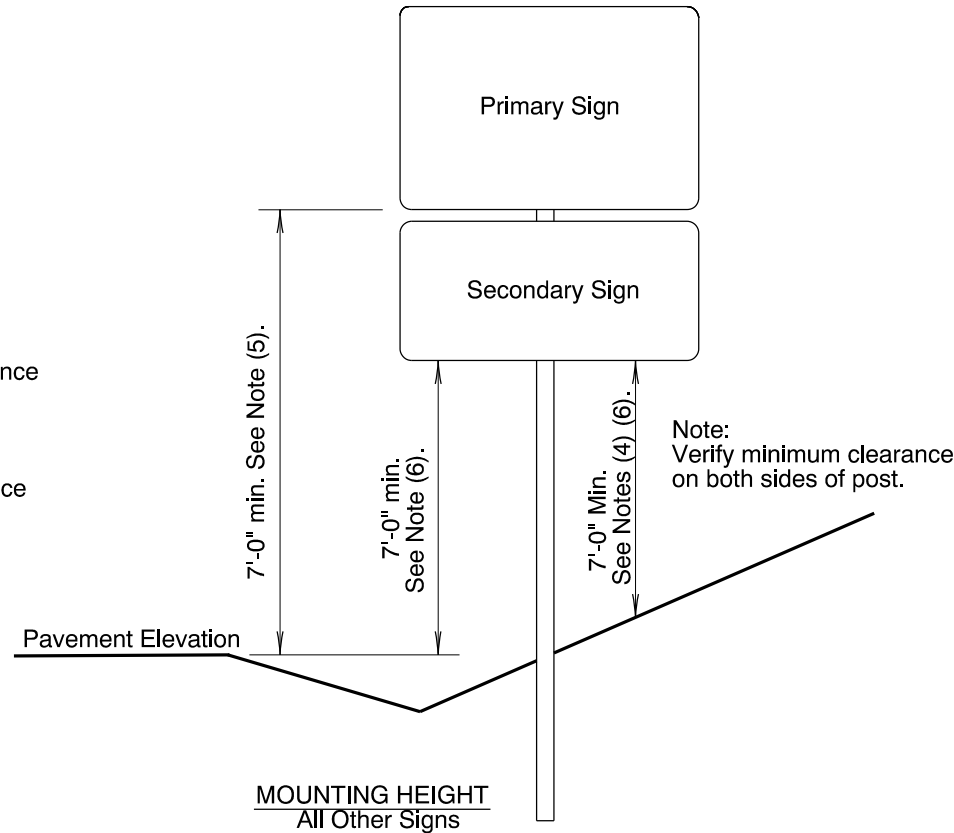 Primary Sign
Secondary Sign
7'-0" min. See Note (5).
7'-0" min.
See Note (6).
7'-0" Min.
See Notes (4) (6).
Note:
Verify minimum clearance
on both sides of post.
nce
ce
Pavement Elevation
MOUNTING HEIGHT
All Other Signs